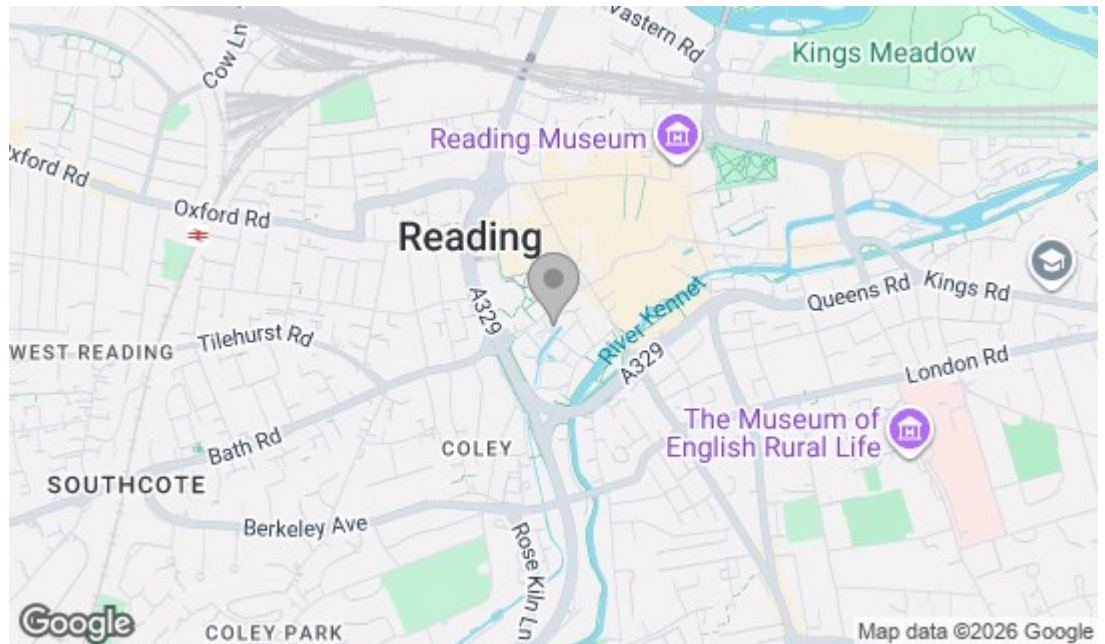 Vastern Rd
Kings Meadow
Cow Ln
Reading Museum
Oxford Rd
Oxford Rd
Reading
A329
River Kennet
Queens Rd
Kings Rd
Tilehurst Rd
WEST READING
A329
London Rd
The Museum of
English Rural Life
Bath Rd
COLEY
SOUTHCOTE
Berkeley Ave
Rose Kiln Ln
Google
COLEY PARK
Map data ©2026 Google